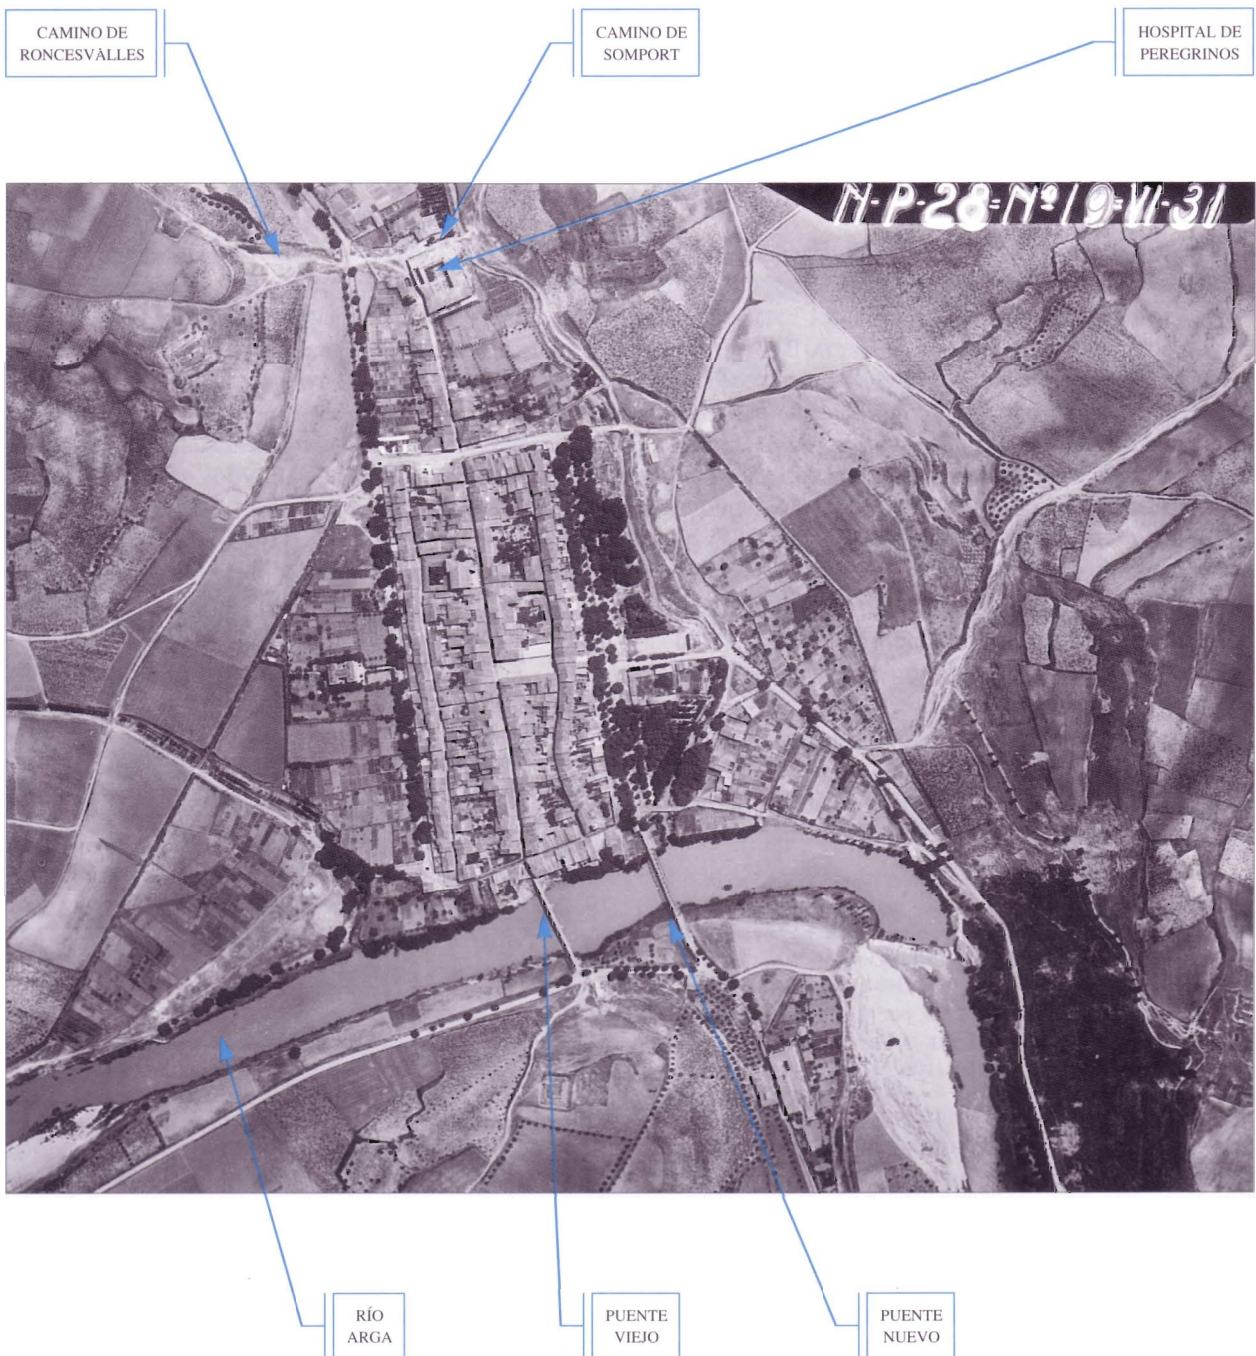 CAMINO DE
RONCESVÀLLES
CAMINO DE
SOMPORT
HOSPITAL DE
PEREGRINOS
N-P-28=Nº19=VI-31
RÍO
ARGA
PUENTE
VIEJO
PUENTE
NUEVO